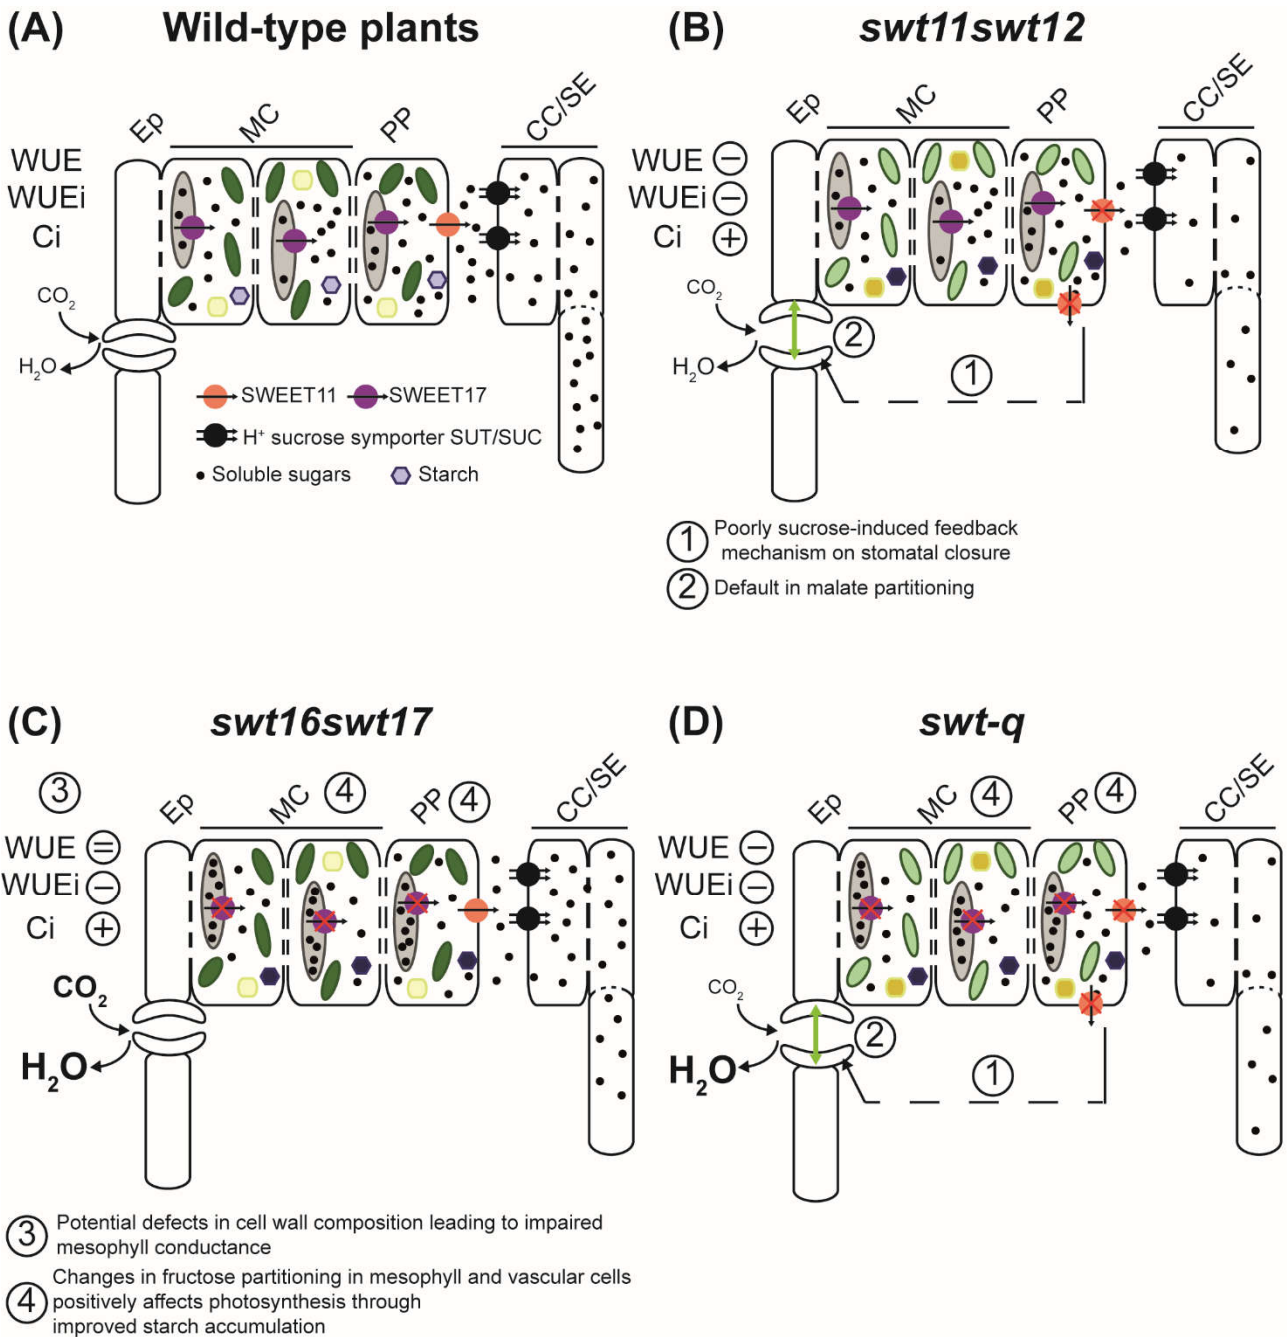 (A) Wild-type plants
Ep MC PP CC/SE
WUE
WUEi
Ci
CO2
H2O
SWEET11 SWEET17
H+ sucrose symporter SUT/SUC
Soluble sugars Starch
(B) swt11swt12
Ep MC PP CC/SE
WUE −
WUEi −
Ci +
CO2
H2O
2
1
1 Poorly sucrose-induced feedback
mechanism on stomatal closure
2 Default in malate partitioning
(C) swt16swt17
3 Ep MC 4 PP 4 CC/SE
WUE =
WUEi −
Ci +
CO2
H2O
3 Potential defects in cell wall composition leading to impaired
mesophyll conductance
4 Changes in fructose partitioning in mesophyll and vascular cells
positively affects photosynthesis through
improved starch accumulation
(D) swt-q
Ep MC 4 PP 4 CC/SE
WUE −
WUEi −
Ci +
CO2
H2O
2
1